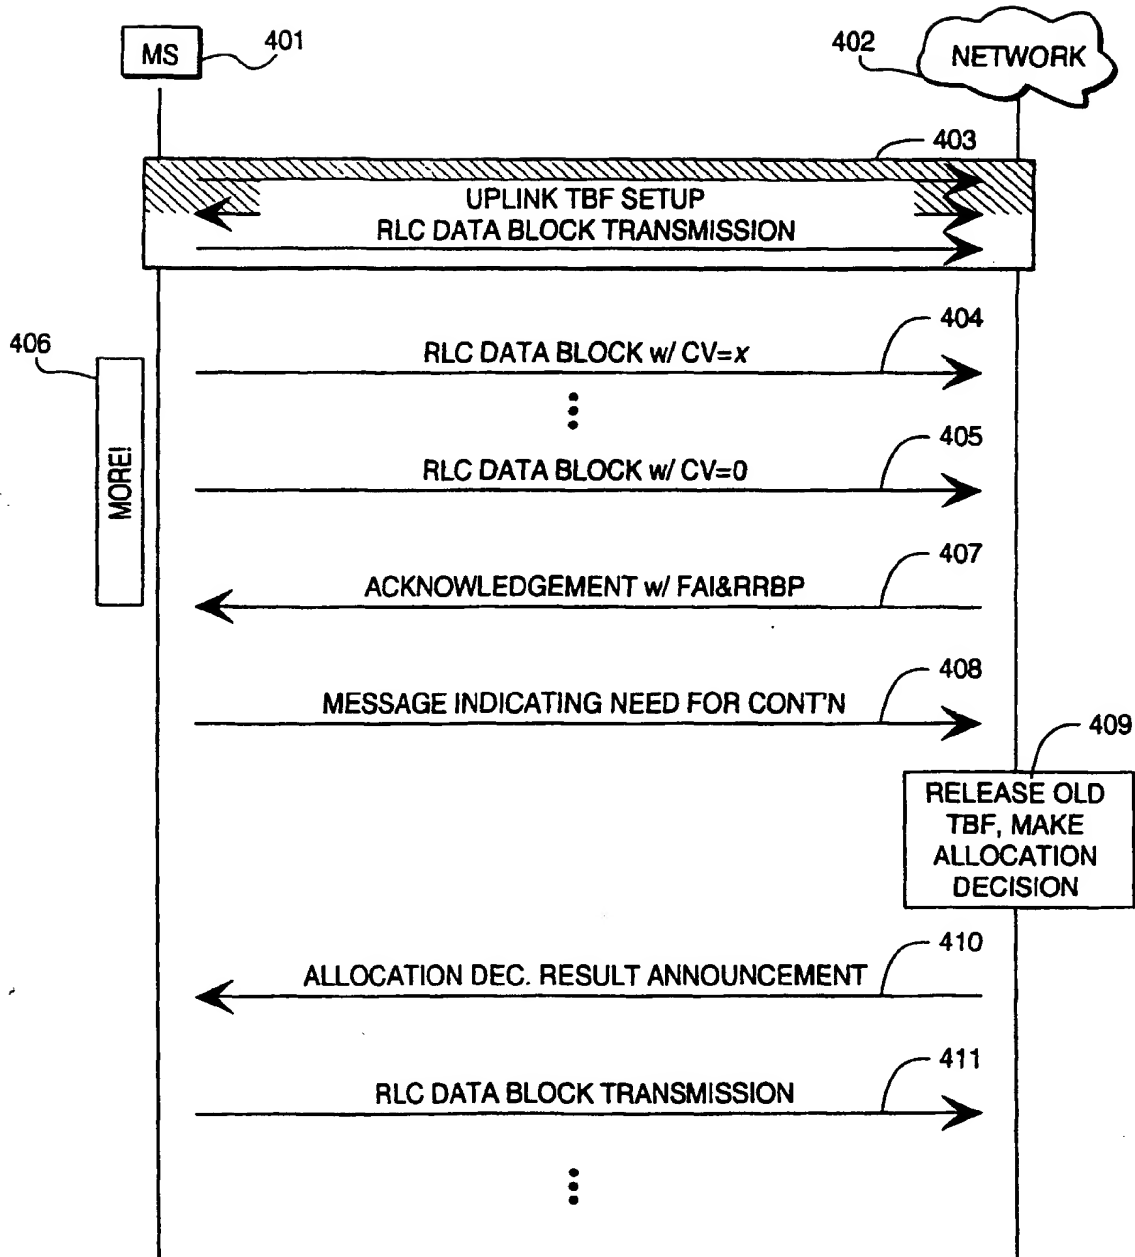 MS
401
402
NETWORK
403
UPLINK TBF SETUP
RLC DATA BLOCK TRANSMISSION
404
RLC DATA BLOCK w/ CV=x
406
MORE!
405
RLC DATA BLOCK w/ CV=0
407
ACKNOWLEDGEMENT w/ FAI&RRBP
408
MESSAGE INDICATING NEED FOR CONT'N
409
RELEASE OLD
TBF, MAKE
ALLOCATION
DECISION
410
ALLOCATION DEC. RESULT ANNOUNCEMENT
411
RLC DATA BLOCK TRANSMISSION